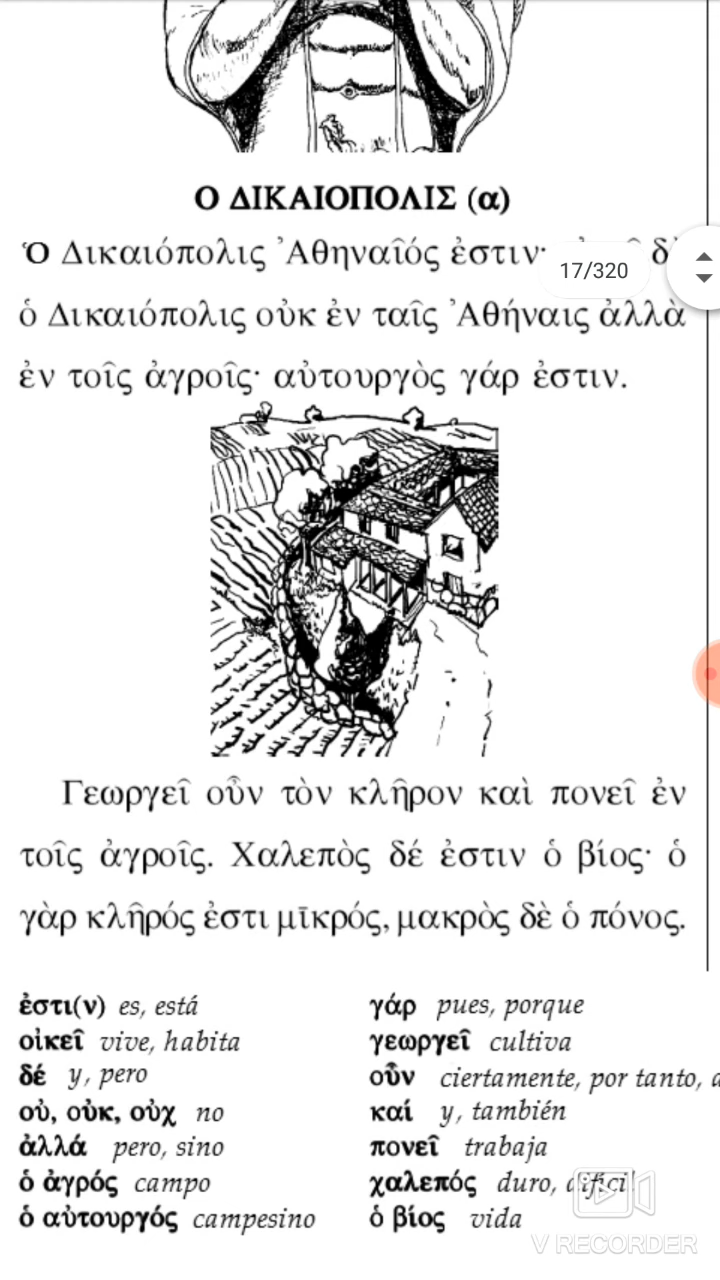 Ο ΔΙΚΑΙΟΠΟΛΙΣ (α)
Ὁ Δικαιόπολις Ἀθηναῖός ἐστιν·
17/320
ὁ Δικαιόπολις οὐκ ἐν ταῖς Ἀθήναις ἀλλὰ
ἐν τοῖς ἀγροῖς· αὐτουργὸς γάρ ἐστιν.
Γεωργεῖ οὖν τὸν κλῆρον καὶ πονεῖ ἐν
τοῖς ἀγροῖς. Χαλεπὸς δέ ἐστιν ὁ βίος· ὁ
γὰρ κλῆρός ἐστι μῑκρός, μακρὸς δὲ ὁ πόνος.
ἐστι(ν) es, está
οἰκεῖ vive, habita
δέ y, pero
οὐ, οὐκ, οὐχ no
ἀλλά pero, sino
ὁ ἀγρός campo
ὁ αὐτουργός campesino
γάρ pues, porque
γεωργεῖ cultiva
οὖν ciertamente, por tanto,
καί y, también
πονεῖ trabaja
χαλεπός duro, difícil
ὁ βίος vida
V RECORDER